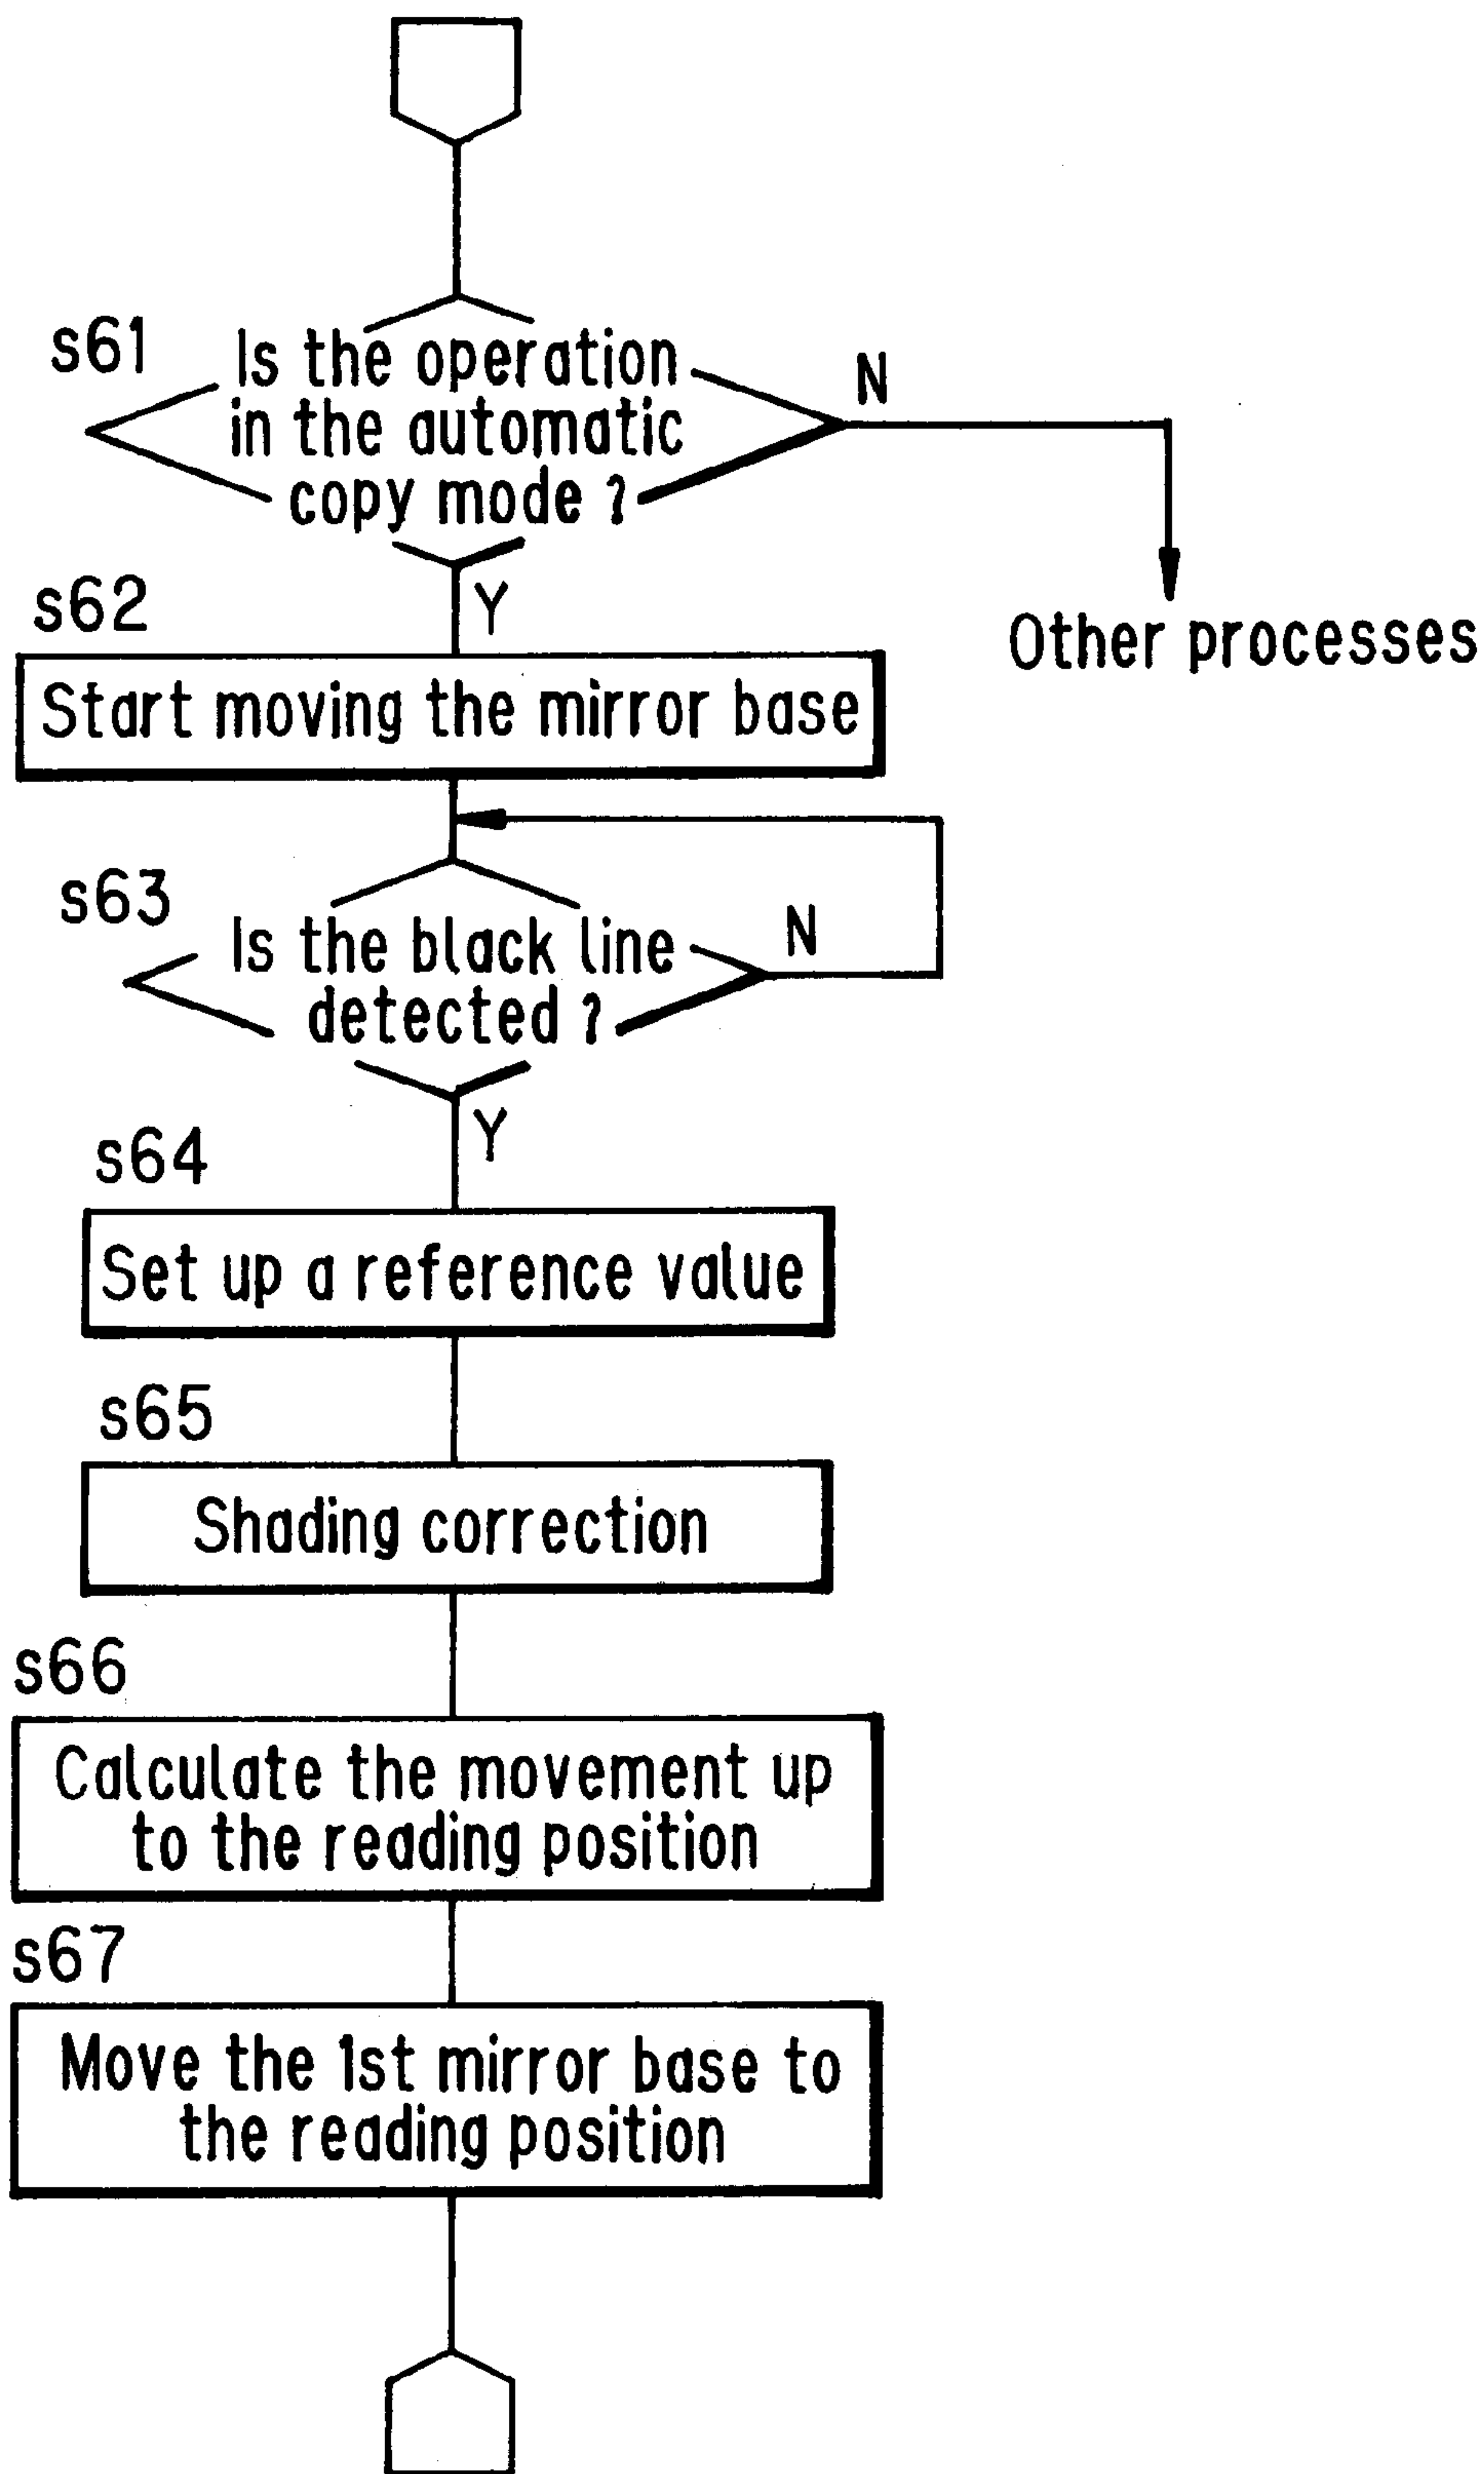 s61
Is the operation
in the automatic
copy mode ?
N
Other processes
Y
s62
Start moving the mirror base
s63
Is the black line
detected ?
N
Y
s64
Set up a reference value
s65
Shading correction
s66
Calculate the movement up
to the reading position
s67
Move the 1st mirror base to
the reading position